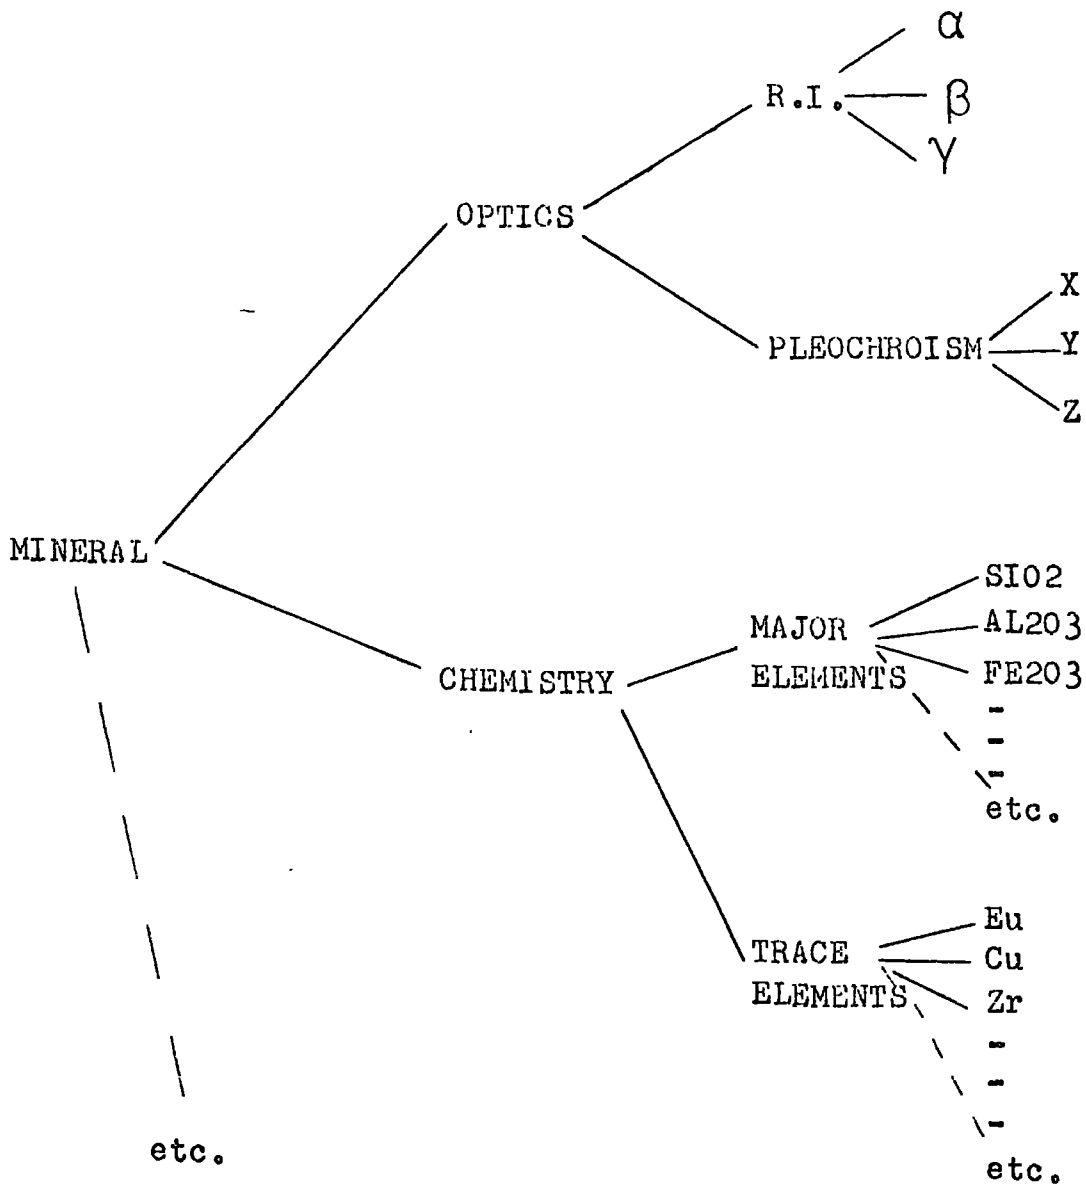 α
R.I.
β
γ
OPTICS
X
PLEOCHROISM
Y
Z
MINERAL
SIO2
MAJOR
ELEMENTS
AL2O3
FE2O3
-
-
-
etc.
CHEMISTRY
Eu
TRACE
ELEMENTS
Cu
Zr
-
-
-
etc.
etc.